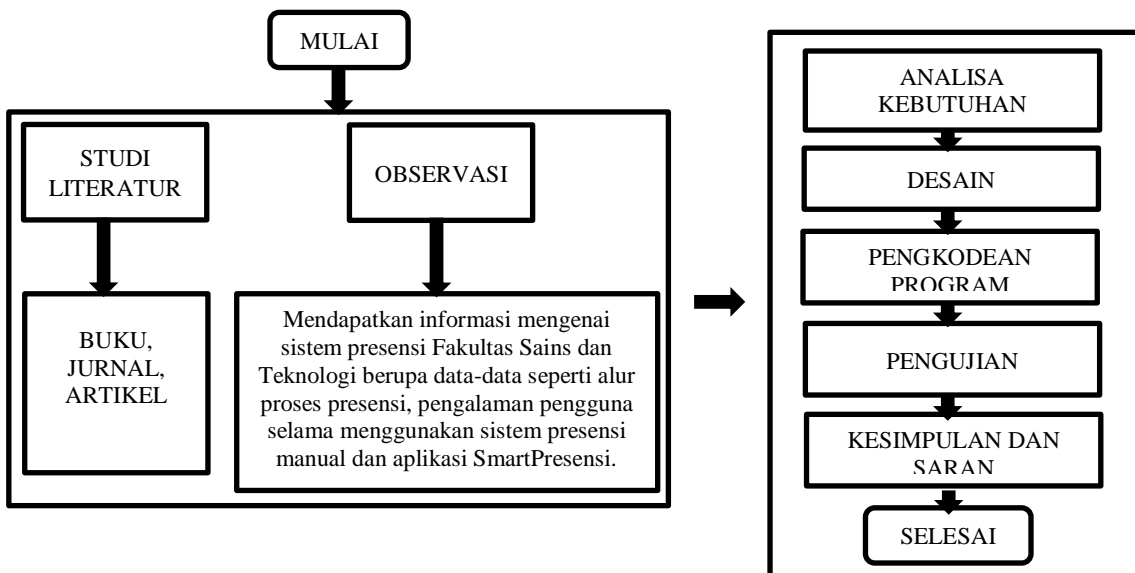 MULAI
STUDI
LITERATUR
OBSERVASI
BUKU,
JURNAL,
ARTIKEL
Mendapatkan informasi mengenai
sistem presensi Fakultas Sains dan
Teknologi berupa data-data seperti alur
proses presensi, pengalaman pengguna
selama menggunakan sistem presensi
manual dan aplikasi SmartPresensi.
ANALISA
KEBUTUHAN
DESAIN
PENGKODEAN
PROGRAM
PENGUJIAN
KESIMPULAN DAN
SARAN
SELESAI